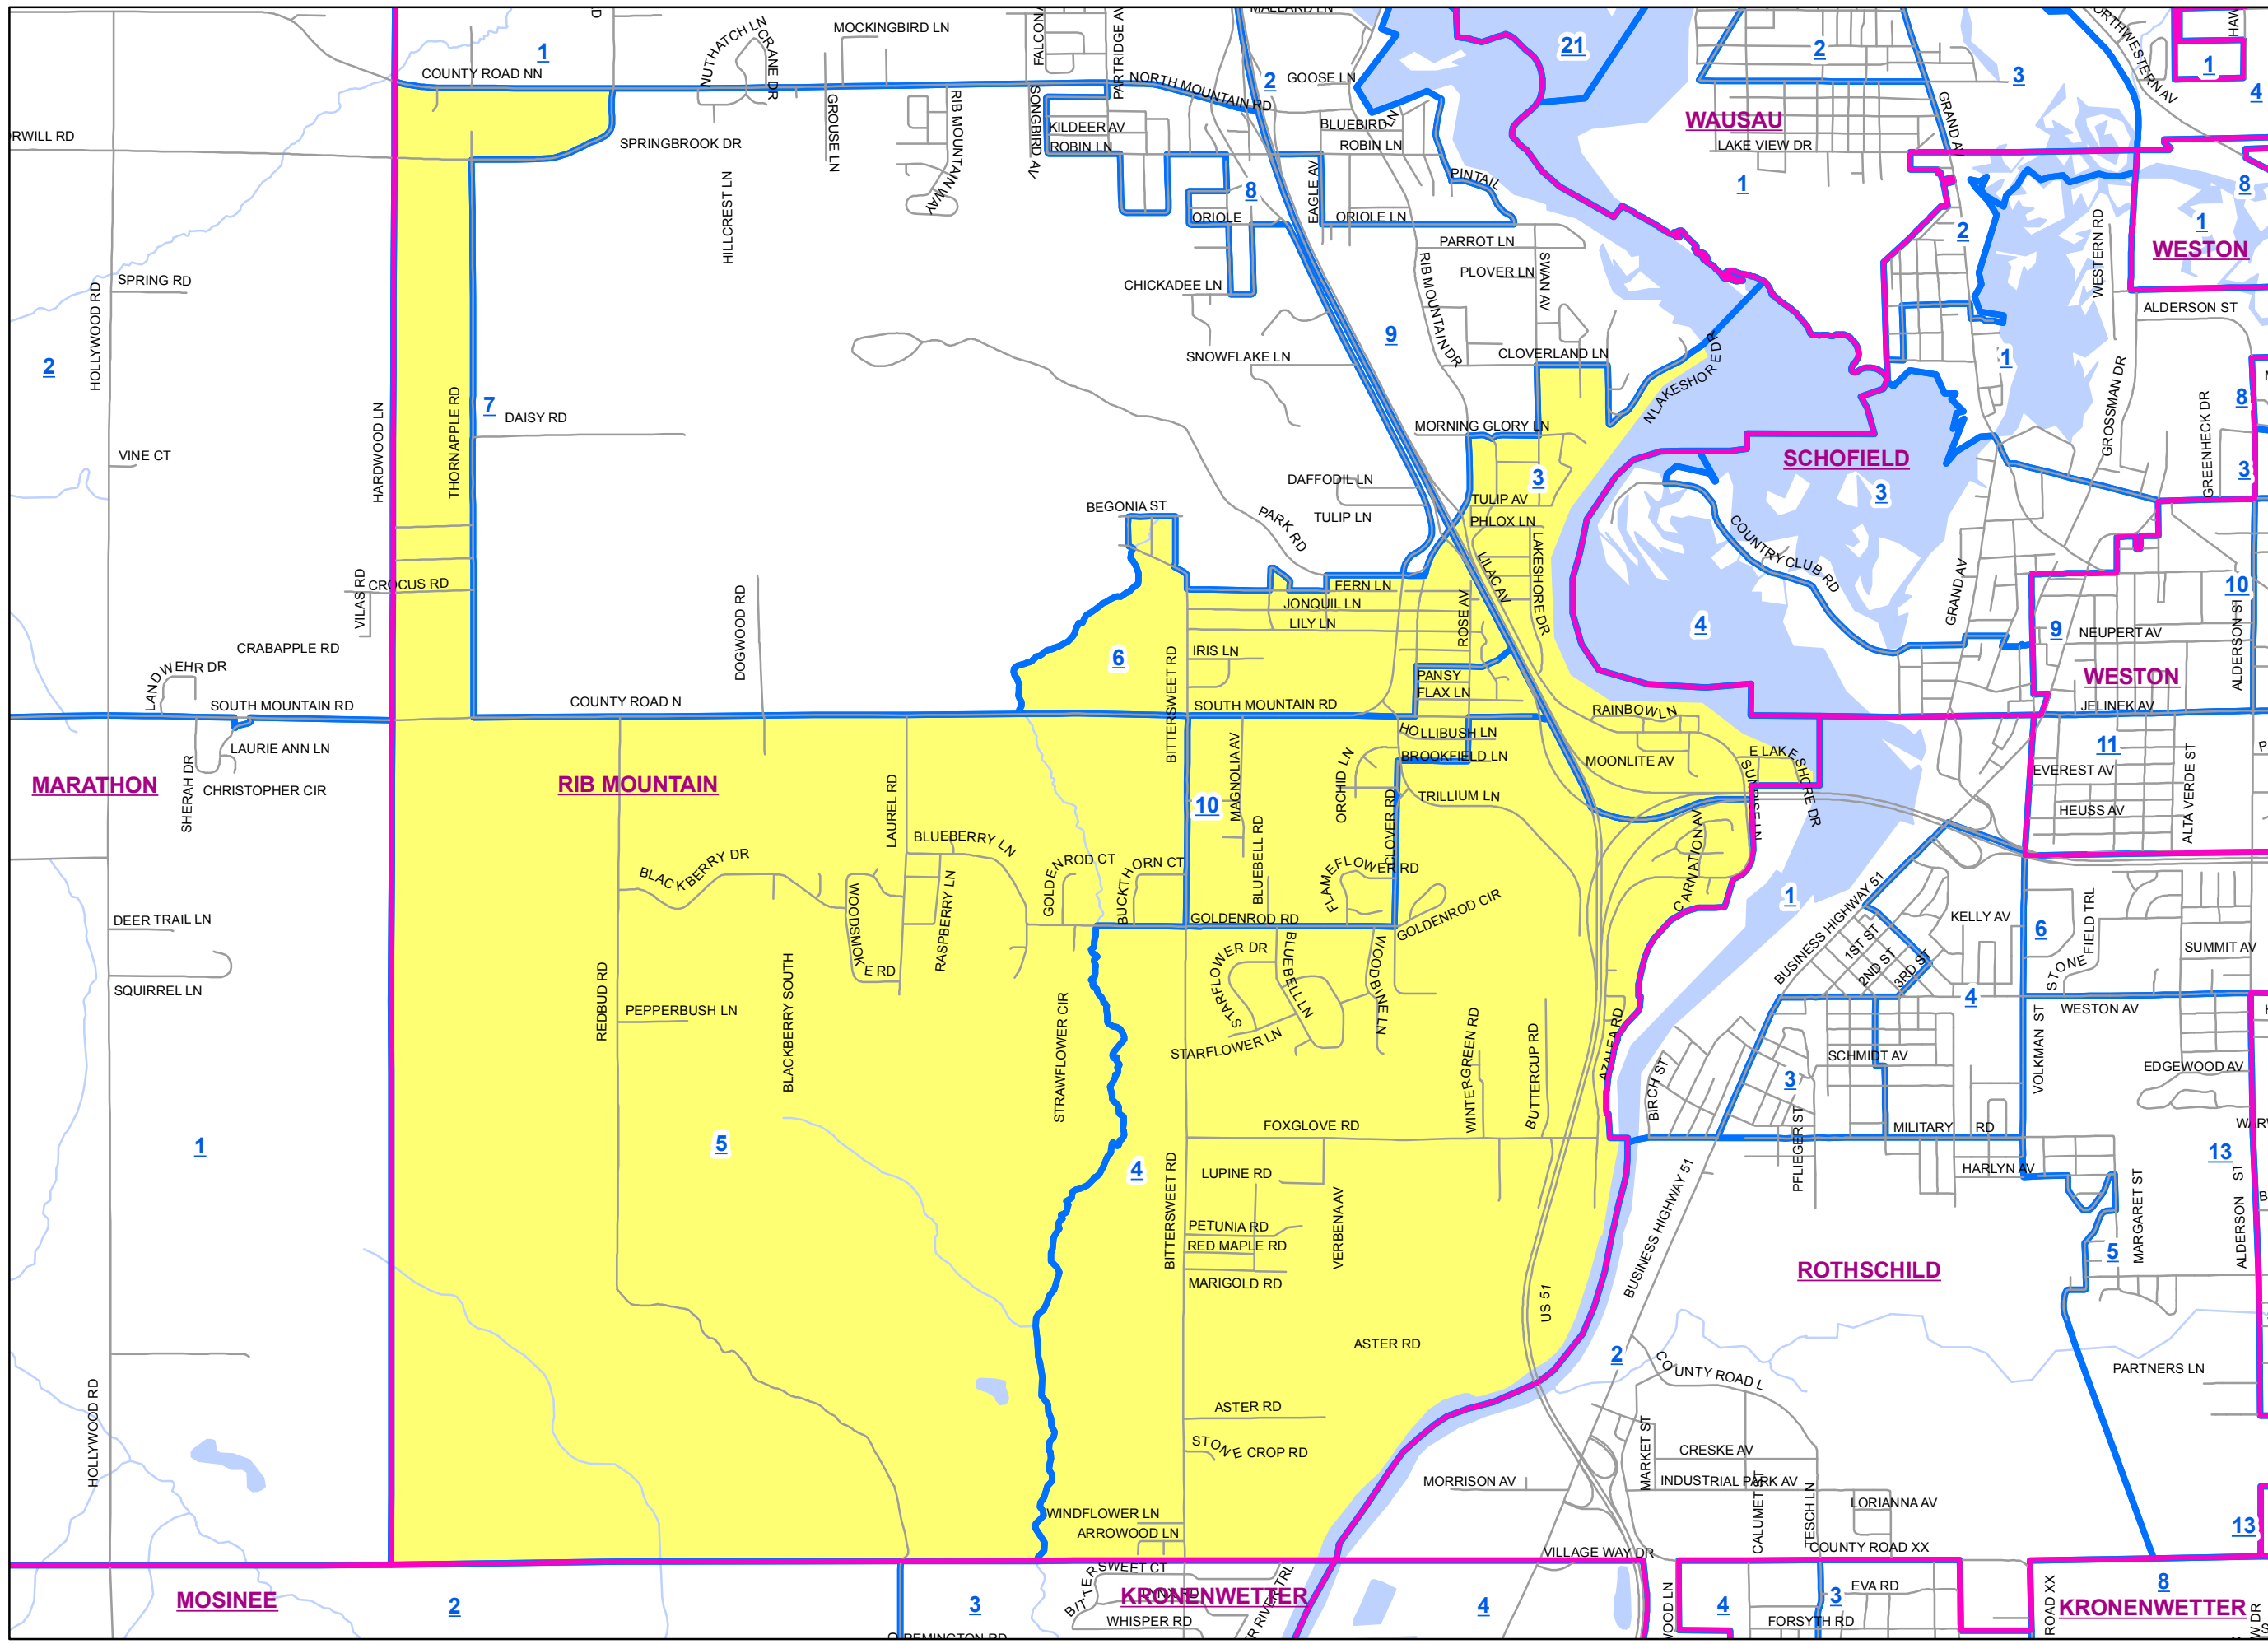 MALLARD LN
MOCKINGBIRD LN
NUTHATCH LN
CRANE DR
PARTRIDGE AV
1
21
2
3
1
4
COUNTY ROAD NN
NORTH MOUNTAIN RD
2
GOOSE LN
GROUSE LN
RIB MOUNTAIN WAY
SONGBIRD AV
KILDEER AV
ROBIN LN
BLUEBIRD LN
ROBIN LN
WAUSAU
LAKE VIEW DR
GRAND AV
SPRINGBROOK DR
HILLCREST LN
8
ORIOLE
EAGLE AV
ORIOLE LN
PINTAIL
1
2
WESTERN RD
8
1
WESTON
PARROT LN
PLOVER LN
SWAN AV
RIB MOUNTAIN DR
SPRING RD
HOLLYWOOD RD
CHICKADEE LN
ALDERSON ST
2
9
SNOWFLAKE LN
CLOVERLAND LN
N LAKESHORE DR
1
GROSSMAN DR
GREENHECK DR
8
THORNAPPLE RD
HARDWOOD LN
7
DAISY RD
MORNING GLORY LN
VINE CT
SCHOFIELD
3
3
3
DAFFODIL LN
TULIP LN
TULIP AV
PHLOX LN
BEGONIA ST
PARK RD
COUNTRY CLUB RD
LAKESHORE DR
LILAC AV
VILAS RD
CROCUS RD
DOGWOOD RD
FERN LN
JONQUIL LN
LILY LN
ROSE AV
GRAND AV
10
ALDERSON ST
4
9
NEUPERT AV
CRABAPPLE RD
LANDWEHR DR
6
BITTERSWEET RD
IRIS LN
PANSY
FLAX LN
WESTON
JELINEK AV
SOUTH MOUNTAIN RD
COUNTY ROAD N
SOUTH MOUNTAIN RD
RAINBOW LN
LAURIE ANN LN
HOLLIBUSH LN
BROOKFIELD LN
MOONLITE AV
E LAKESHORE DR
SUNRISE LN
11
EVEREST AV
HEUSS AV
ALTA VERDE ST
MARATHON
RIB MOUNTAIN
SHERAH DR
CHRISTOPHER CIR
10
MAGNOLIA AV
ORCHID LN
CLOVER RD
TRILLIUM LN
LAUREL RD
BLUEBERRY LN
BLACKBERRY DR
GOLDENROD CT
BUCKTHORN CT
BLUEBELL RD
FLAMEFLOWER RD
CARNATION AV
WOODSMOKE RD
RASPBERRY LN
GOLDENROD RD
GOLDENROD CIR
1
BUSINESS HIGHWAY 51
KELLY AV
6
FIELD TRL
STONE
SUMMIT AV
DEER TRAIL LN
SQUIRREL LN
1ST ST
2ND ST
3RD ST
4
WESTON AV
REDBUD RD
PEPPERBUSH LN
BLACKBERRY SOUTH
STRAWFLOWER CIR
STARFLOWER DR
BLUEBELL LN
WOODBINE LN
STARFLOWER LN
WINTERGREEN RD
BUTTERCUP RD
AZALEA RD
BIRCH ST
SCHMIDT AV
3
PFLIEGER ST
VOLKMAN ST
EDGEWOOD AV
FOXGLOVE RD
MILITARY RD
HARLYN AV
13
1
5
4
LUPINE RD
BITTERSWEET RD
PETUNIA RD
RED MAPLE RD
MARIGOLD RD
VERBENA AV
US 51
BUSINESS HIGHWAY 51
MARGARET ST
ALDERSON ST
5
ROTHSCHILD
ASTER RD
2
COUNTY ROAD L
PARTNERS LN
HOLLYWOOD RD
ASTER RD
STONE CROP RD
MARKET ST
CRESKE AV
MORRISON AV
INDUSTRIAL PARK AV
CALUMET ST
TESCH LN
LORIANNA AV
13
WINDFLOWER LN
ARROWOOD LN
VILLAGE WAY DR
COUNTY ROAD XX
MOSINEE
2
3
BITTERSWEET CT
KRONENWETTER
WHISPER RD
4
4
3
EVA RD
FORSYTH RD
ROAD XX
8
KRONENWETTER